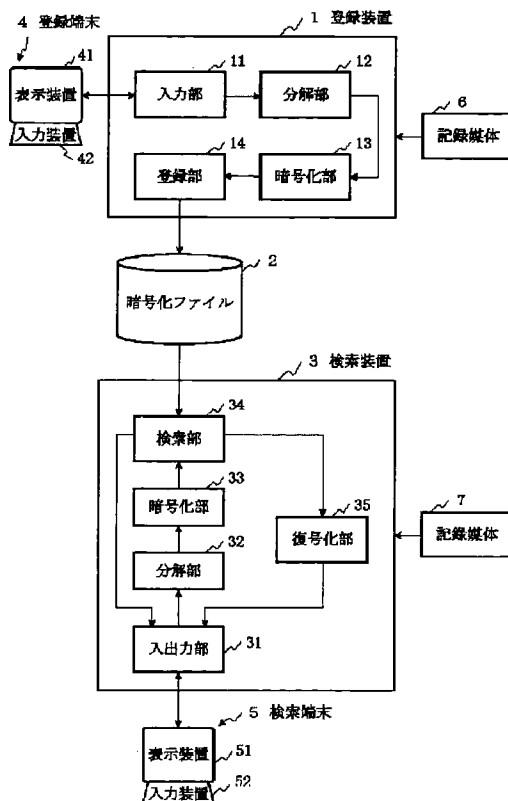 4 登録端末
1 登録装置
41
表示装置
入力装置
42
11
入力部
12
分解部
6
記録媒体
14
登録部
13
暗号化部
2
暗号化ファイル
3 検索装置
34
検索部
33
暗号化部
35
復号化部
7
記録媒体
32
分解部
31
入出力部
5 検索端末
表示装置
51
入力装置
52